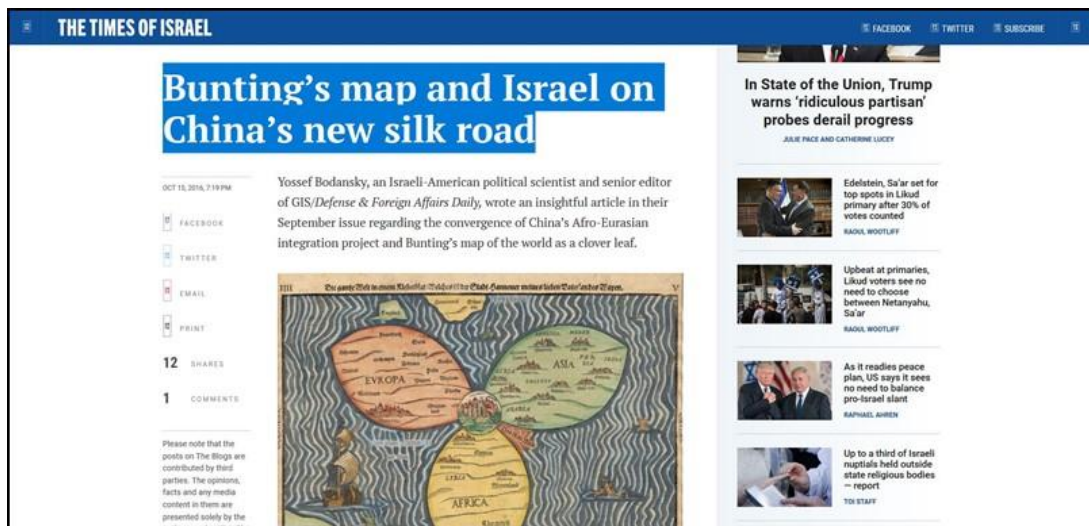 THE TIMES OF ISRAEL
FACEBOOK TWITTER SUBSCRIBE
Bunting’s map and Israel on
China’s new silk road
OCT 15, 2016, 7:19 PM
FACEBOOK
TWITTER
EMAIL
PRINT
12 SHARES
1 COMMENTS
Please note that the
posts on The Blogs are
contributed by third
parties. The opinions,
facts and any media
content in them are
presented solely by the
Yossef Bodansky, an Israeli-American political scientist and senior editor
of GIS/Defense & Foreign Affairs Daily, wrote an insightful article in their
September issue regarding the convergence of China’s Afro-Eurasian
integration project and Bunting’s map of the world as a clover leaf.
IIII
V
EVROPA
ASIA
AFRICA
In State of the Union, Trump
warns ‘ridiculous partisan’
probes derail progress
JULIE PACE AND CATHERINE LUCEY
Edelstein, Sa’ar set for
top spots in Likud
primary after 30% of
votes counted
RAOUL WOOTLIFF
Upbeat at primaries,
Likud voters see no
need to choose
between Netanyahu,
Sa’ar
RAOUL WOOTLIFF
As it readies peace
plan, US says it sees
no need to balance
pro-Israel slant
RAPHAEL AHREN
Up to a third of Israeli
nuptials held outside
state religious bodies
— report
TOI STAFF